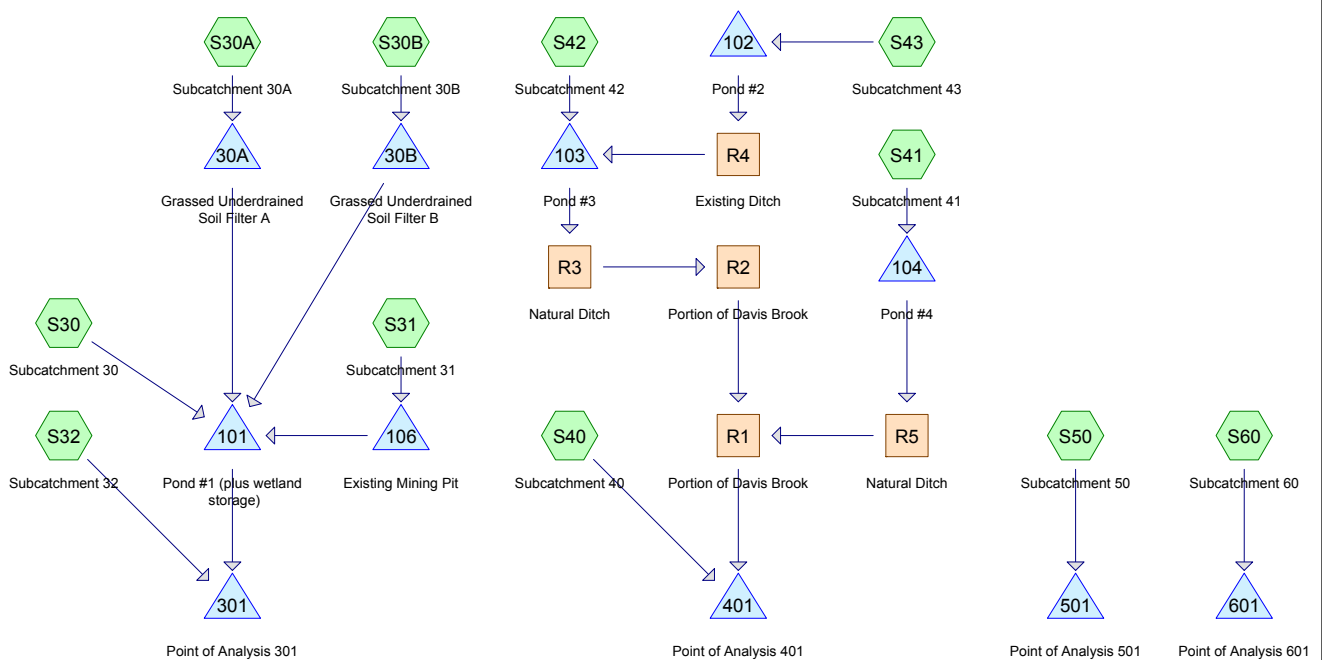 S30A
S30B
S42
102
S43
Subcatchment 30A
Subcatchment 30B
Subcatchment 42
Pond #2
Subcatchment 43
30A
30B
103
R4
S41
Grassed Underdrained
Soil Filter A
Grassed Underdrained
Soil Filter B
Pond #3
Existing Ditch
Subcatchment 41
R3
R2
104
Natural Ditch
Portion of Davis Brook
Pond #4
S30
S31
Subcatchment 30
Subcatchment 31
S32
101
106
S40
R1
R5
S50
S60
Subcatchment 32
Pond #1 (plus wetland
storage)
Existing Mining Pit
Subcatchment 40
Portion of Davis Brook
Natural Ditch
Subcatchment 50
Subcatchment 60
301
401
501
601
Point of Analysis 301
Point of Analysis 401
Point of Analysis 501
Point of Analysis 601